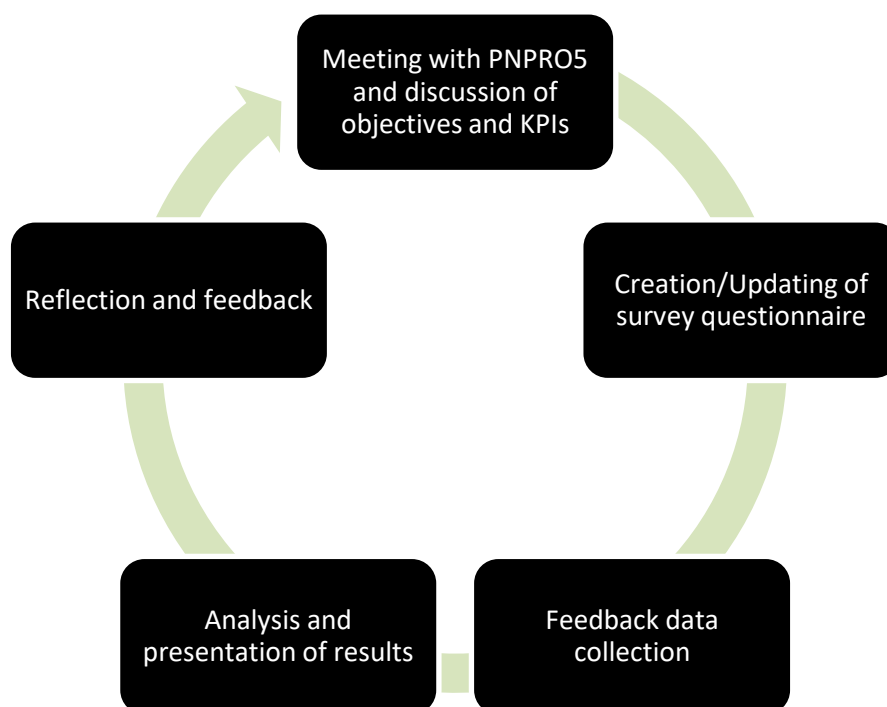 Meeting with PNPRO5
and discussion of
objectives and KPIs
Creation/Updating of
survey questionnaire
Feedback data
collection
Analysis and
presentation of results
Reflection and feedback